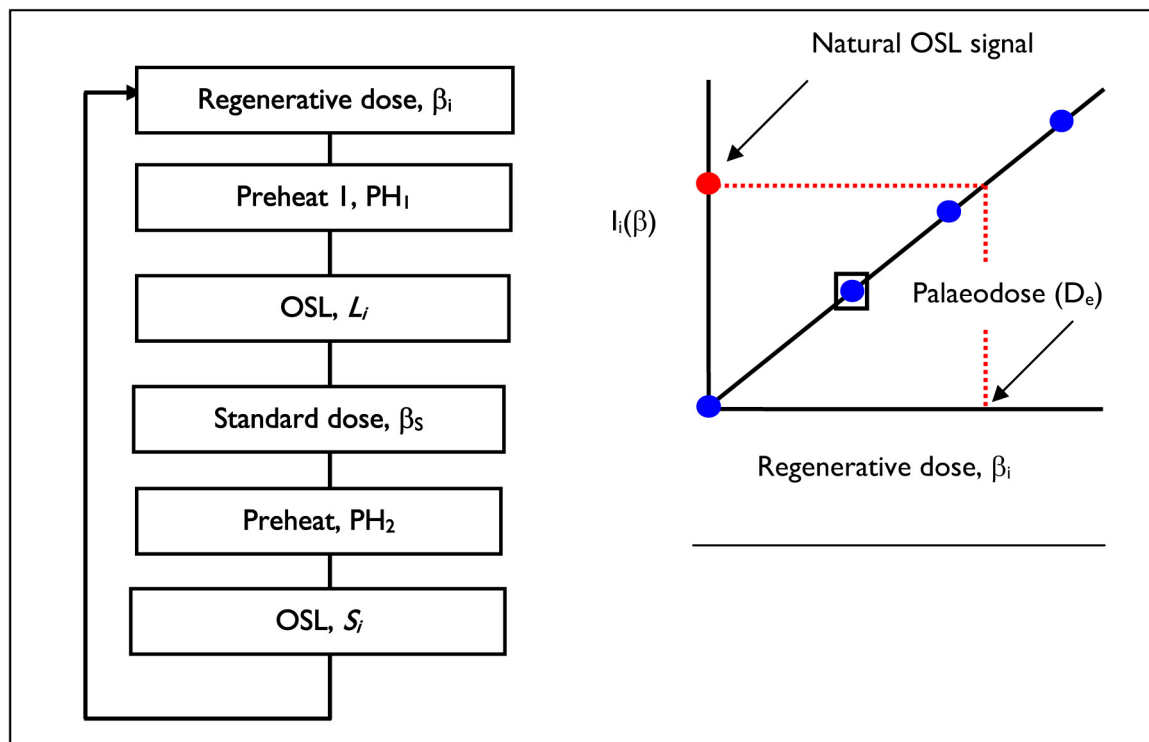 Regenerative dose, βi
Preheat 1, PH1
OSL, Li
Standard dose, βS
Preheat, PH2
OSL, Si
Natural OSL signal
Ii(β)
Palaeodose (De)
Regenerative dose, βi